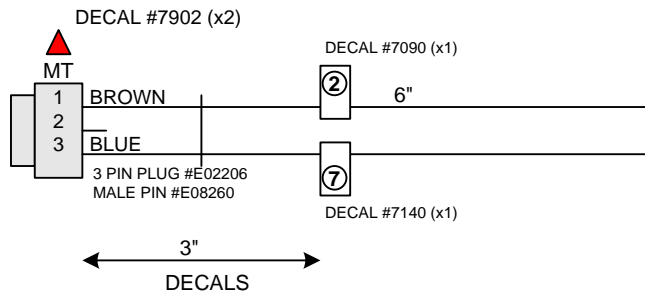 DECAL #7902 (x2)
MT
1 BROWN
2
3 BLUE
3 PIN PLUG #E02206
MALE PIN #E08260
DECAL #7090 (x1)
2
6"
7
DECAL #7140 (x1)
3"
DECALS